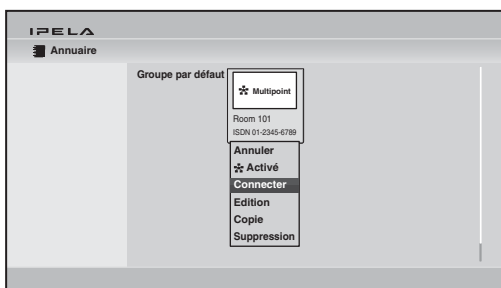 IPELA
Annuaire
Groupe par défaut
Multipoint
Room 101
ISDN 01-2345-6789
Annuler
Activé
Connecter
Edition
Copie
Suppression